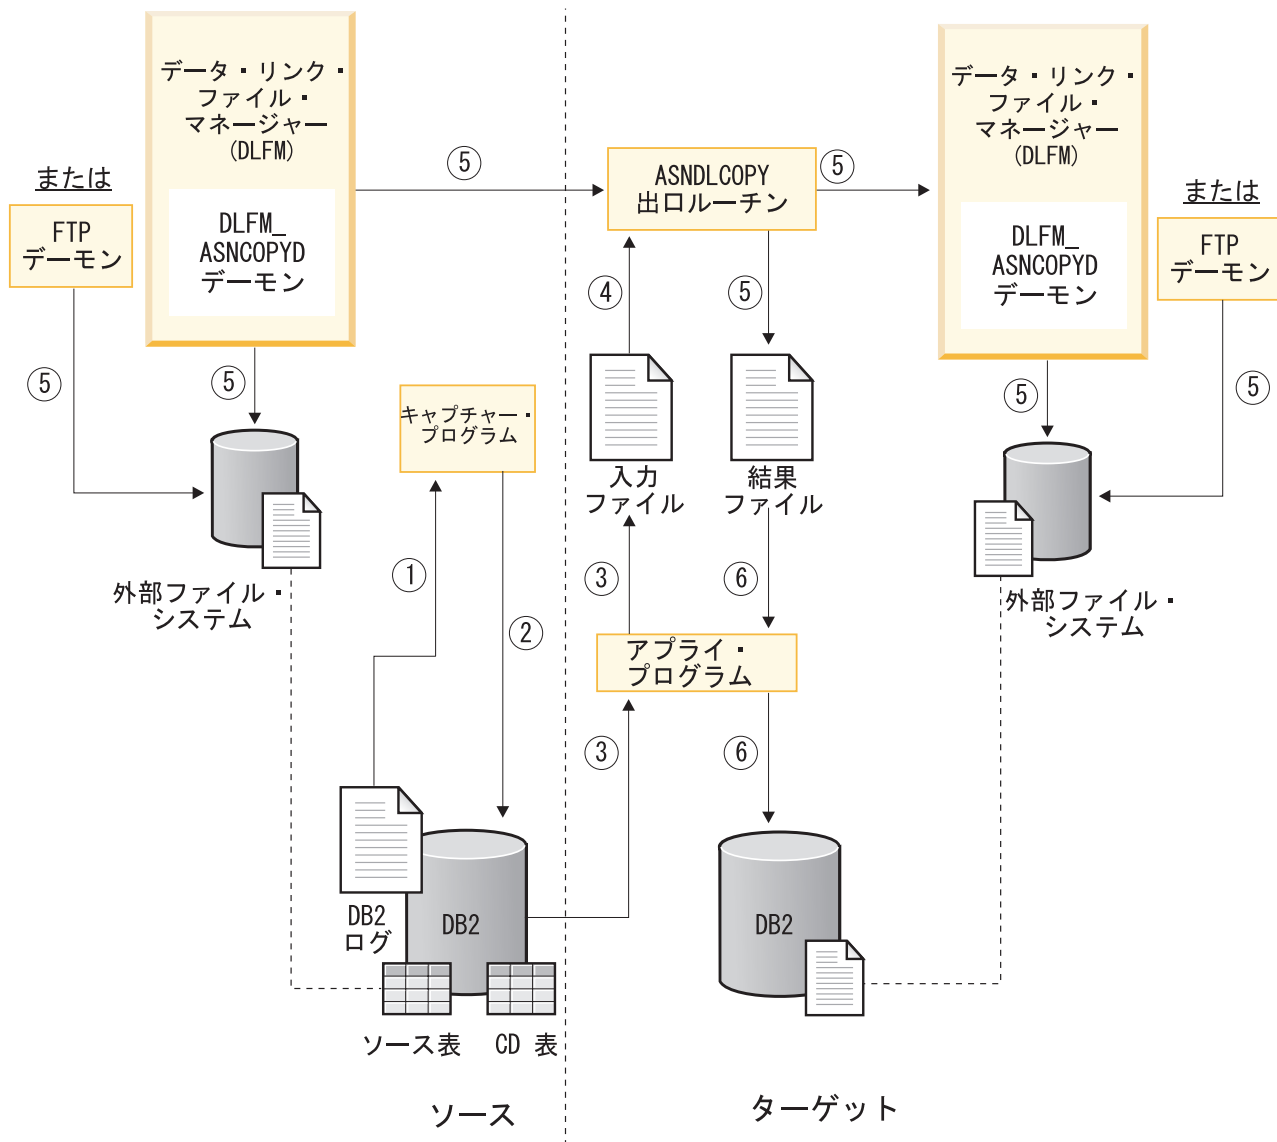 データ・リンク・
ファイル・
マネージャー
(DLFM)
DLFM_
ASNCOPYD
デーモン
または
FTP
デーモン
⑤
⑤
⑤
外部ファイル・
システム
キャプチャー・
プログラム
①
②
DB2
ログ
DB2
ソース表
CD 表
ソース
ASNDLCOPY
出口ルーチン
⑤
④
⑤
入力
ファイル
結果
ファイル
③
⑥
アプライ・
プログラム
③
⑥
DB2
ターゲット
データ・リンク・
ファイル・
マネージャー
(DLFM)
DLFM_
ASNCOPYD
デーモン
または
FTP
デーモン
⑤
⑤
外部ファイル・
システム